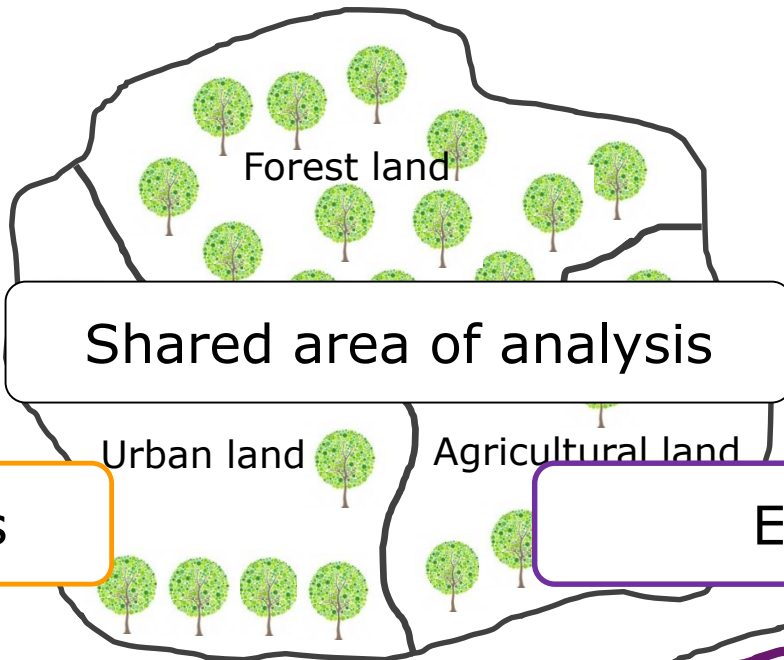 Forest land
Shared area of analysis
Urban land
Agricultural land
s
E